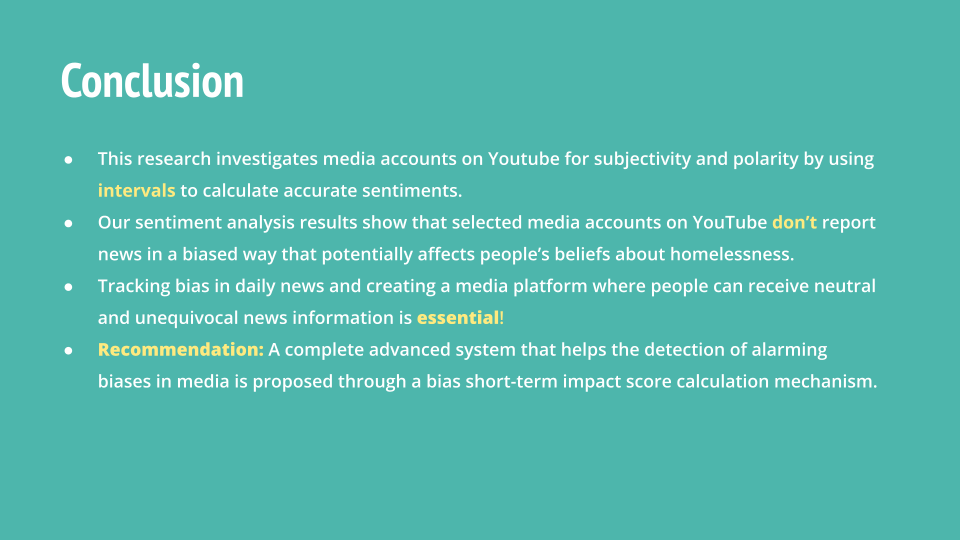 Conclusion
● This research investigates media accounts on Youtube for subjectivity and polarity by using
intervals to calculate accurate sentiments.
● Our sentiment analysis results show that selected media accounts on YouTube don’t report
news in a biased way that potentially affects people’s beliefs about homelessness.
● Tracking bias in daily news and creating a media platform where people can receive neutral
and unequivocal news information is essential!
● Recommendation: A complete advanced system that helps the detection of alarming
biases in media is proposed through a bias short-term impact score calculation mechanism.